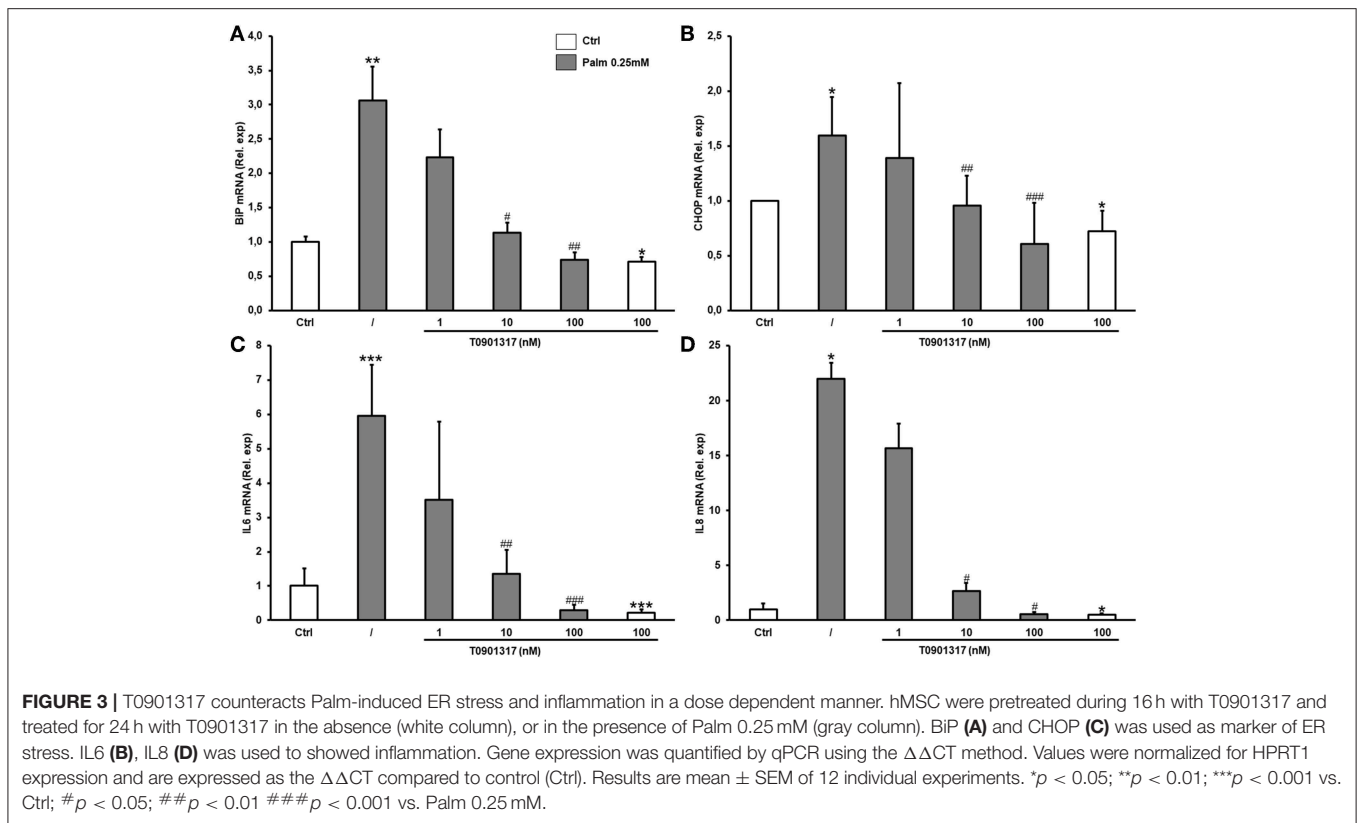 A
BiP mRNA (Rel. exp)
4,0
3,5
3,0
2,5
2,0
1,5
1,0
0,5
0,0
**
#
##
*
Ctrl
Palm 0.25mM
Ctrl / 1 10 100 100
T0901317 (nM)
B
CHOP mRNA (Rel. exp)
2,5
2,0
1,5
1,0
0,5
0,0
*
##
###
*
Ctrl / 1 10 100 100
T0901317 (nM)
C
IL6 mRNA (Rel. exp)
8
7
6
5
4
3
2
1
0
***
##
###
***
Ctrl / 1 10 100 100
T0901317 (nM)
D
IL8 mRNA (Rel. exp)
25
20
15
10
5
0
*
#
#
*
Ctrl / 1 10 100 100
T0901317 (nM)
FIGURE 3 | T0901317 counteracts Palm-induced ER stress and inflammation in a dose dependent manner. hMSC were pretreated during 16 h with T0901317 and
treated for 24 h with T0901317 in the absence (white column), or in the presence of Palm 0.25 mM (gray column). BiP (A) and CHOP (C) was used as marker of ER
stress. IL6 (B), IL8 (D) was used to showed inflammation. Gene expression was quantified by qPCR using the ΔΔCT method. Values were normalized for HPRT1
expression and are expressed as the ΔΔCT compared to control (Ctrl). Results are mean ± SEM of 12 individual experiments. *p < 0.05; **p < 0.01; ***p < 0.001 vs.
Ctrl; #p < 0.05; ##p < 0.01 ###p < 0.001 vs. Palm 0.25 mM.